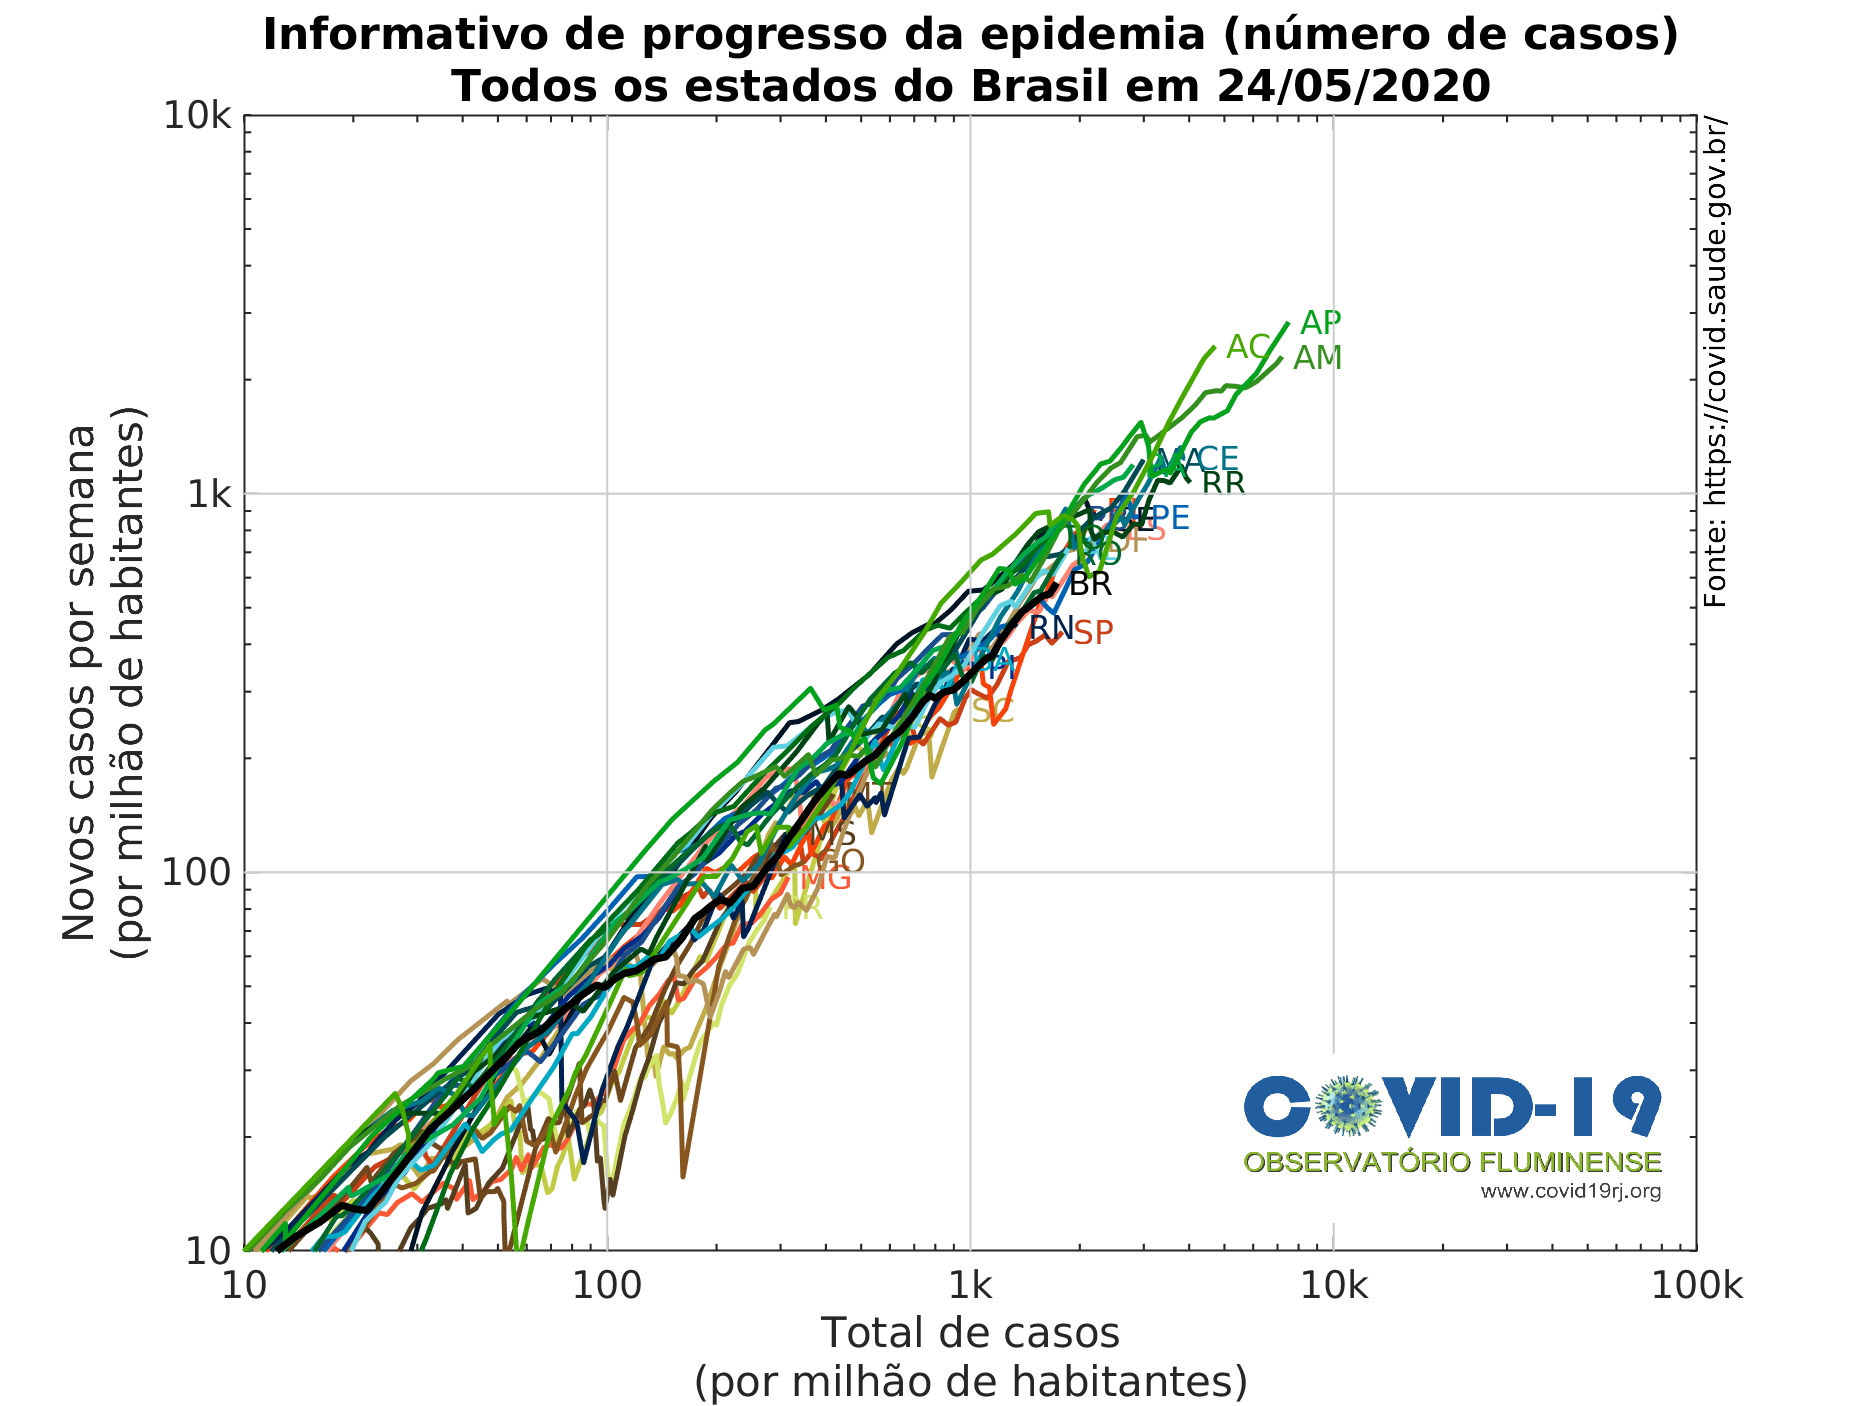 Informativo de progresso da epidemia (número de casos)
Todos os estados do Brasil em 24/05/2020
10k
1k
100
10
Novos casos por semana
(por milhão de habitantes)
Fonte: https://covid.saude.gov.br/
AP
AC
AM
CE
RR
PE
DF
RO
BR
RN
SP
SC
GO
MG
COVID-19
OBSERVATÓRIO FLUMINENSE
www.covid19rj.org
10
100
1k
10k
100k
Total de casos
(por milhão de habitantes)